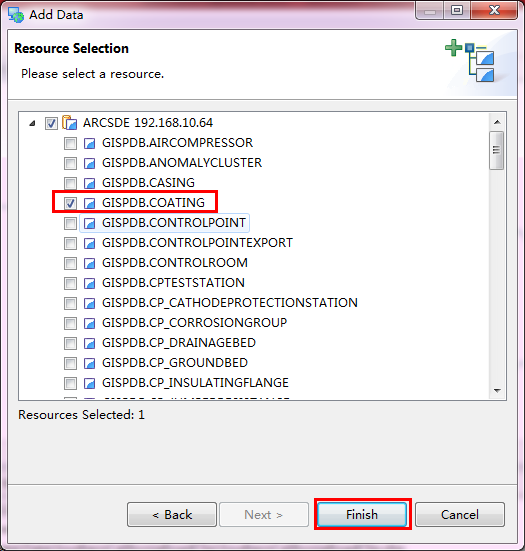 Add Data
Resource Selection
Please select a resource.
ARCSDE 192.168.10.64
GISPDB.AIRCOMPRESSOR
GISPDB.ANOMALYCLUSTER
GISPDB.CASING
GISPDB.COATING
GISPDB.CONTROLPOINT
GISPDB.CONTROLPOINTEXPORT
GISPDB.CONTROLROOM
GISPDB.CPTESTSTATION
GISPDB.CP_CATHODEPROTECTIONSTATION
GISPDB.CP_CORROSIONGROUP
GISPDB.CP_DRAINAGEBED
GISPDB.CP_GROUNDBED
GISPDB.CP_INSULATINGFLANGE
Resources Selected: 1
< Back
Next >
Finish
Cancel